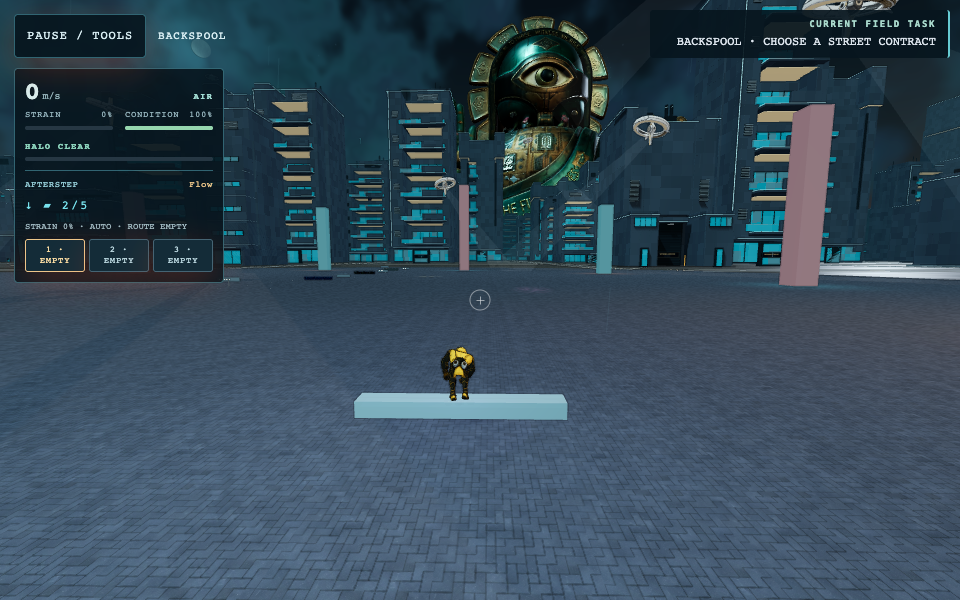 PAUSE / TOOLS
BACKSPOOL
CURRENT FIELD TASK
BACKSPOOL · CHOOSE A STREET CONTRACT
0 m/s
AIR
STRAIN 0%
CONDITION 100%
HALO CLEAR
AFTERSTEP
Flow
↓ ▰ 2/5
STRAIN 0% · AUTO · ROUTE EMPTY
1 · EMPTY
2 · EMPTY
3 · EMPTY